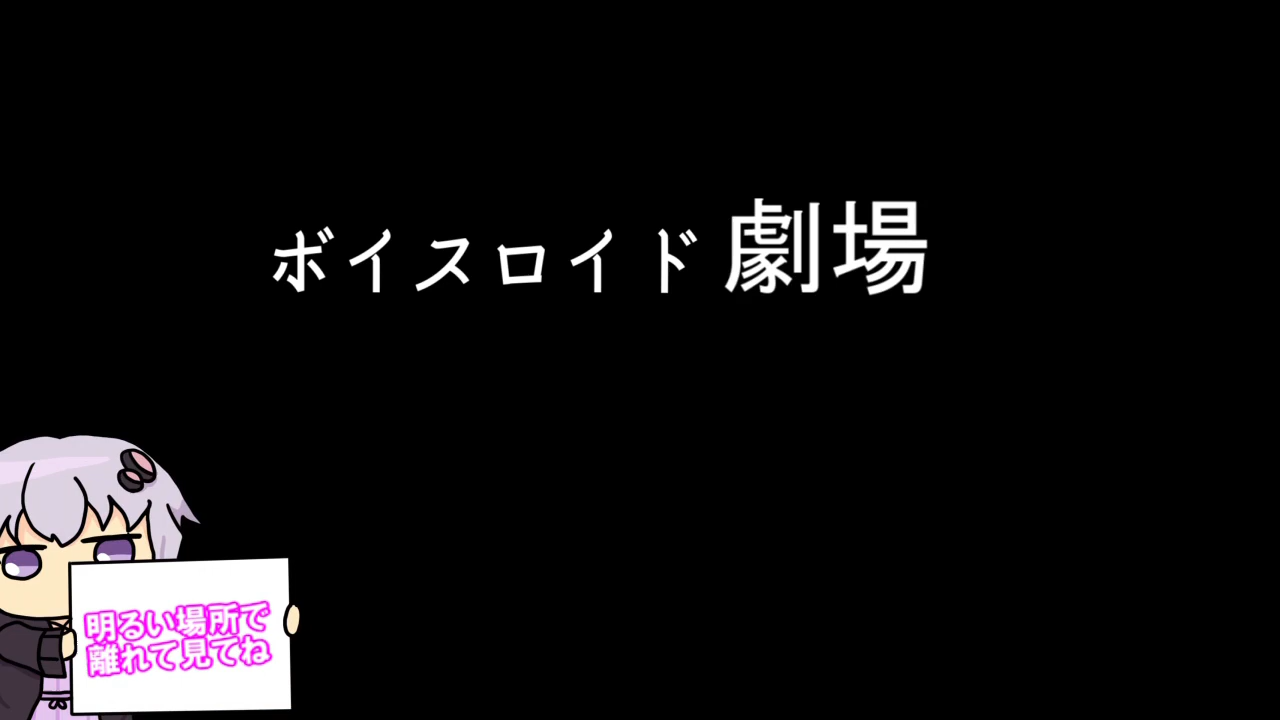 ボイスロイド劇場
明るい場所で
離れて見てね